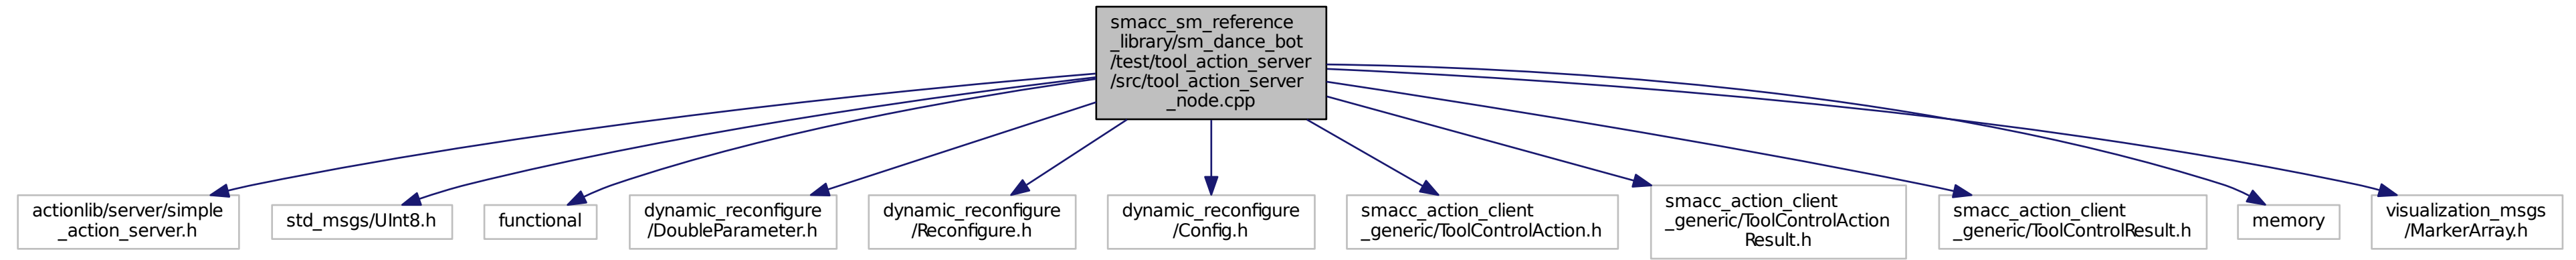 smacc_sm_reference
_library/sm_dance_bot
/test/tool_action_server
/src/tool_action_server
_node.cpp
actionlib/server/simple
_action_server.h
std_msgs/UInt8.h
functional
dynamic_reconfigure
/DoubleParameter.h
dynamic_reconfigure
/Reconfigure.h
dynamic_reconfigure
/Config.h
smacc_action_client
_generic/ToolControlAction.h
smacc_action_client
_generic/ToolControlAction
Result.h
smacc_action_client
_generic/ToolControlResult.h
memory
visualization_msgs
/MarkerArray.h